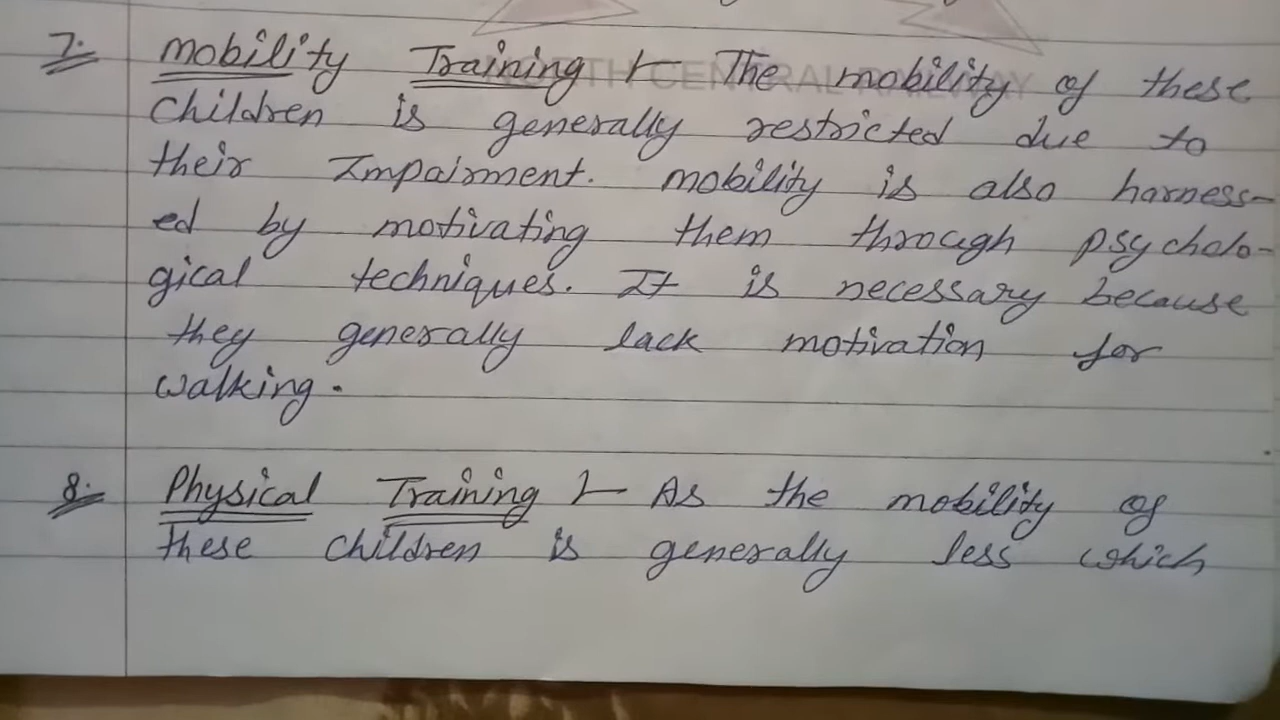 7. Mobility Training :- The mobility of these
Children is generally restricted due to
their Impairment. mobility is also harness-
ed by motivating them through psycholo-
gical techniques. It is necessary because
they generally lack motivation for
walking.
8. Physical Training :- As the mobility of
these children is generally less which